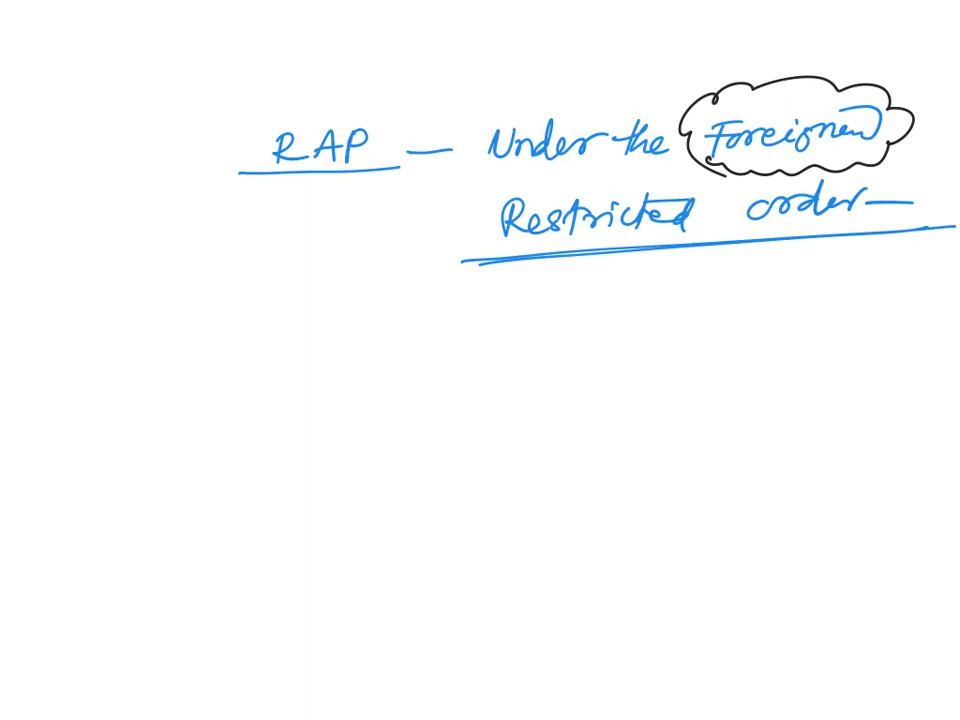 RAP — Under the Foreigner
Restricted order —